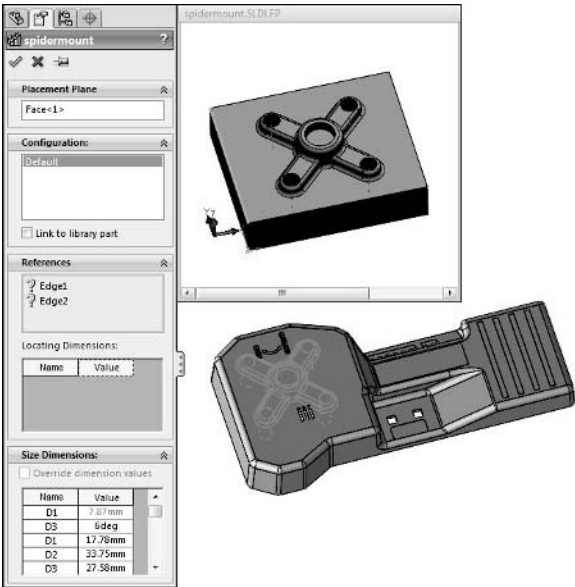 spidermount ?
Placement Plane
Face<1>
Configuration:
Default
Link to library part
References
? Edge1
? Edge2
Locating Dimensions:
Name Value
Size Dimensions:
Override dimension values
Name Value
D1 7.87mm
D3 6deg
D1 17.78mm
D2 33.75mm
D3 27.58mm
spidermount.SLDLFP